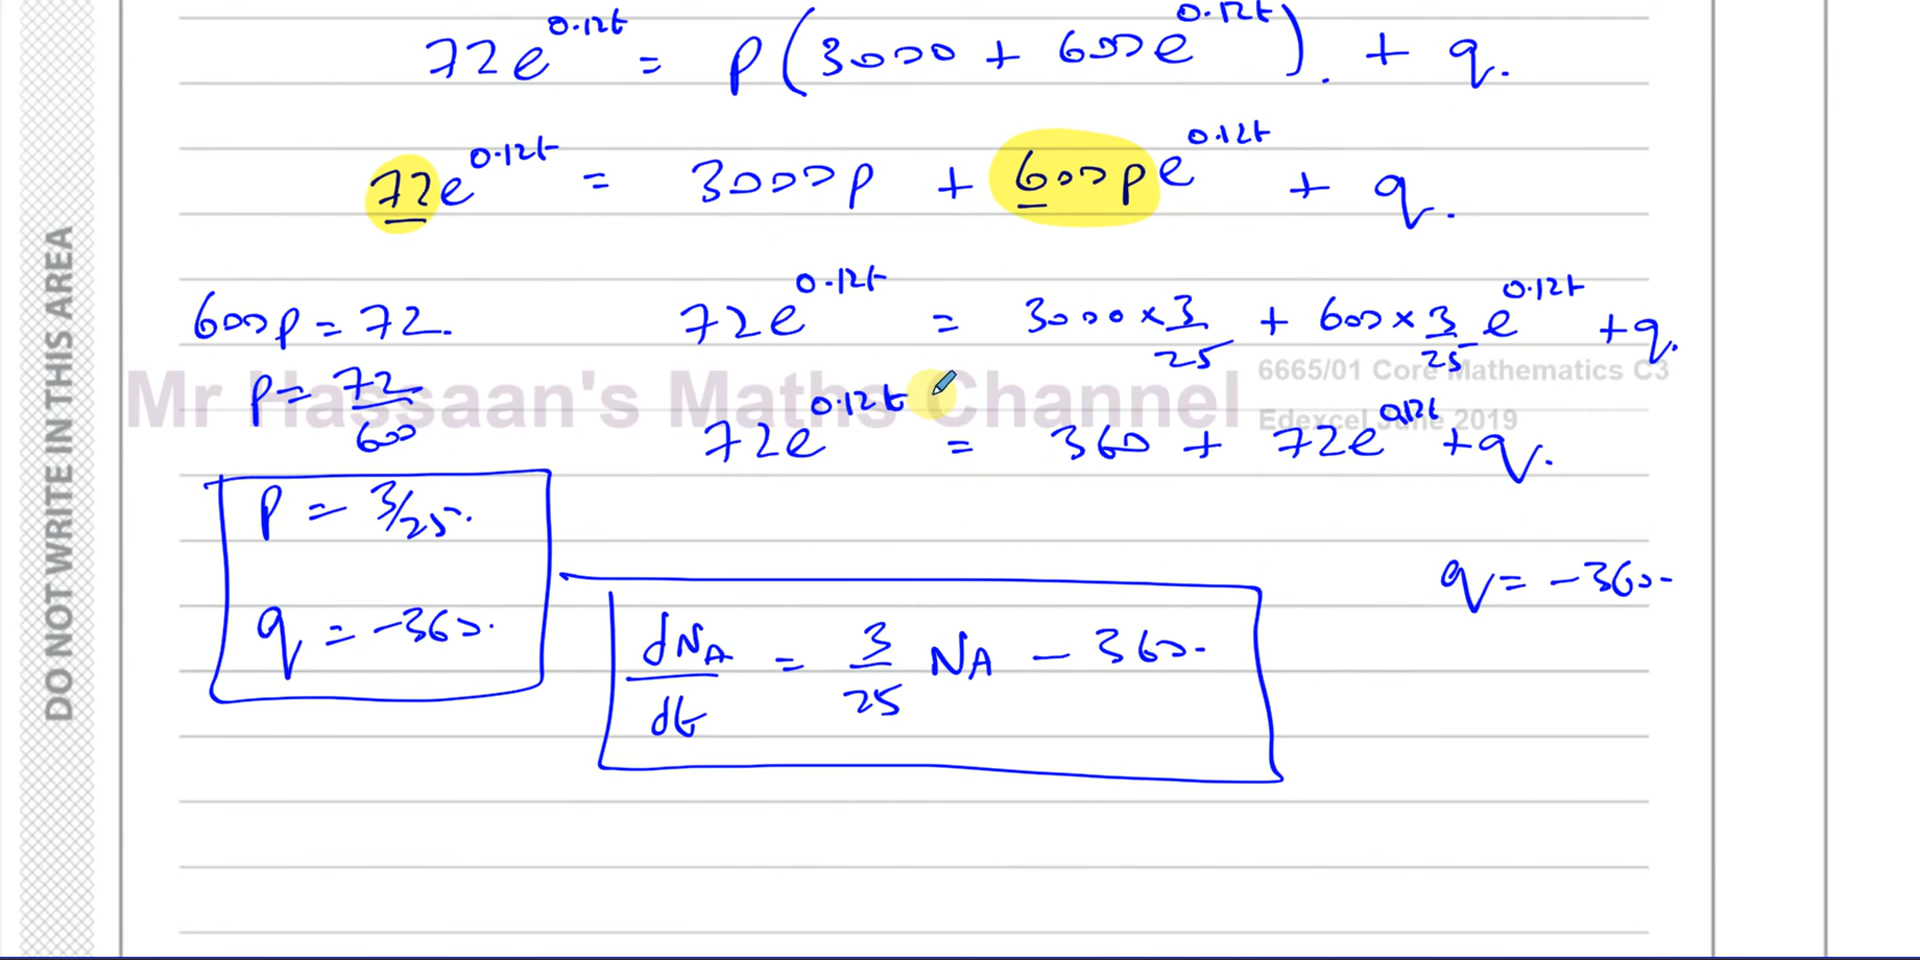 72e^0.12t = p(3000 + 600e^0.12t). + q.
72e^0.12t = 3000p + 600pe^0.12t + q.
600p = 72.
72e^0.12t = 3000 × 3/25 + 600 × 3/25 e^0.12t + q.
p = 72/600
72e^0.12t = 360 + 72e^0.12t + q.
p = 3/25.
q = -360.
q = -360-
dNA/dt = 3/25 NA - 360.
Mr Hassaan's Maths Channel
6665/01 Core Mathematics C3
Edexcel June 2019
DO NOT WRITE IN THIS AREA